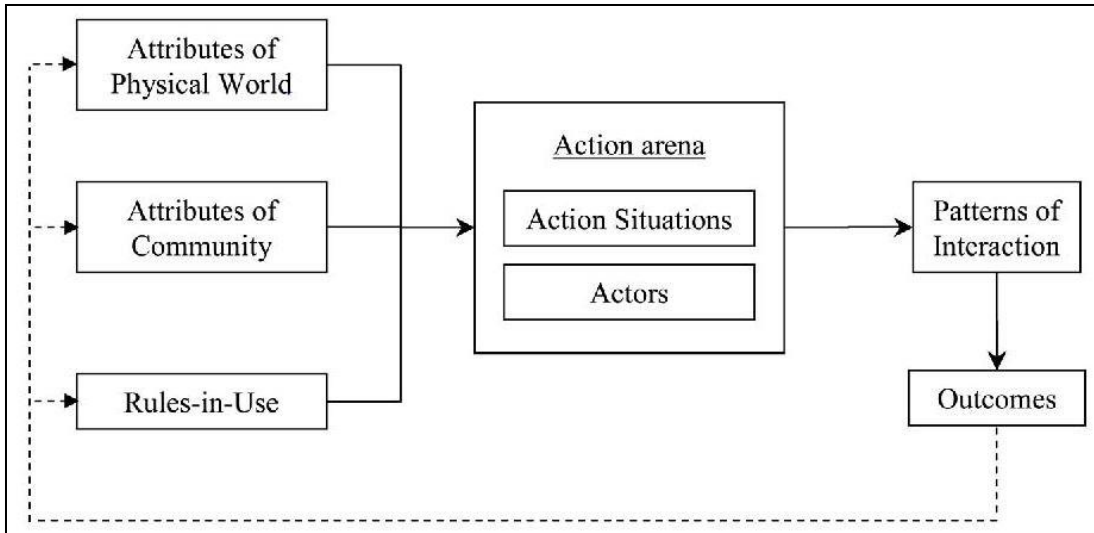 Attributes of
Physical World
Attributes of
Community
Rules-in-Use
Action arena
Action Situations
Actors
Patterns of
Interaction
Outcomes